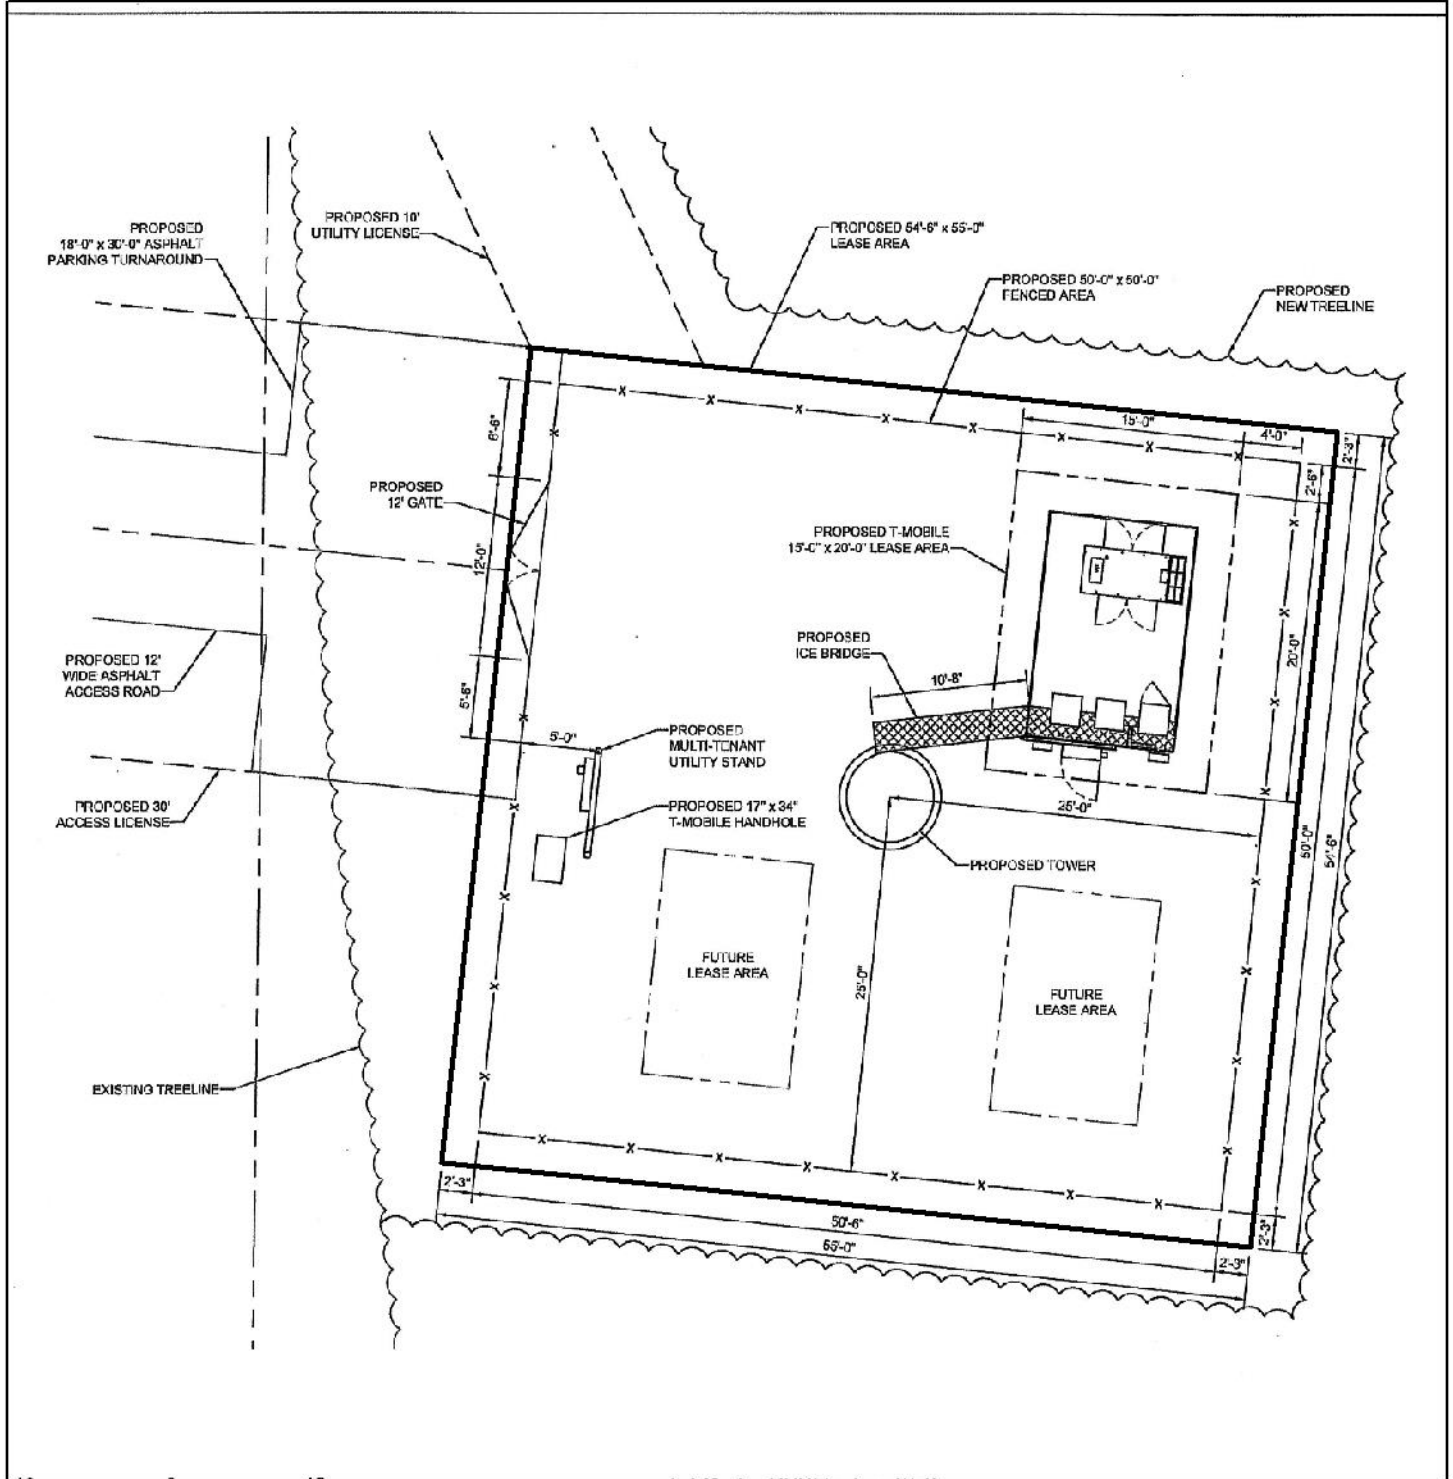 PROPOSED
18'-0" x 30'-0" ASPHALT
PARKING TURNAROUND
PROPOSED 10'
UTILITY LICENSE
PROPOSED 54'-6" x 55'-0"
LEASE AREA
PROPOSED 50'-0" x 50'-0"
FENCED AREA
PROPOSED
NEW TREELINE
15'-0"
4'-0"
2'-3"
6'-6"
2'-6"
PROPOSED
12' GATE
PROPOSED T-MOBILE
15'-0" x 20'-0" LEASE AREA
12'-0"
PROPOSED
ICE BRIDGE
20'-0"
PROPOSED 12'
WIDE ASPHALT
ACCESS ROAD
10'-8"
5'-6"
5'-0"
PROPOSED
MULTI-TENANT
UTILITY STAND
PROPOSED 30'
ACCESS LICENSE
PROPOSED 17" x 34"
T-MOBILE HANDHOLE
25'-0"
50'-0"
54'-6"
PROPOSED TOWER
FUTURE
LEASE AREA
25'-0"
FUTURE
LEASE AREA
EXISTING TREELINE
2'-3"
50'-6"
55'-0"
2'-3"
2'-3"